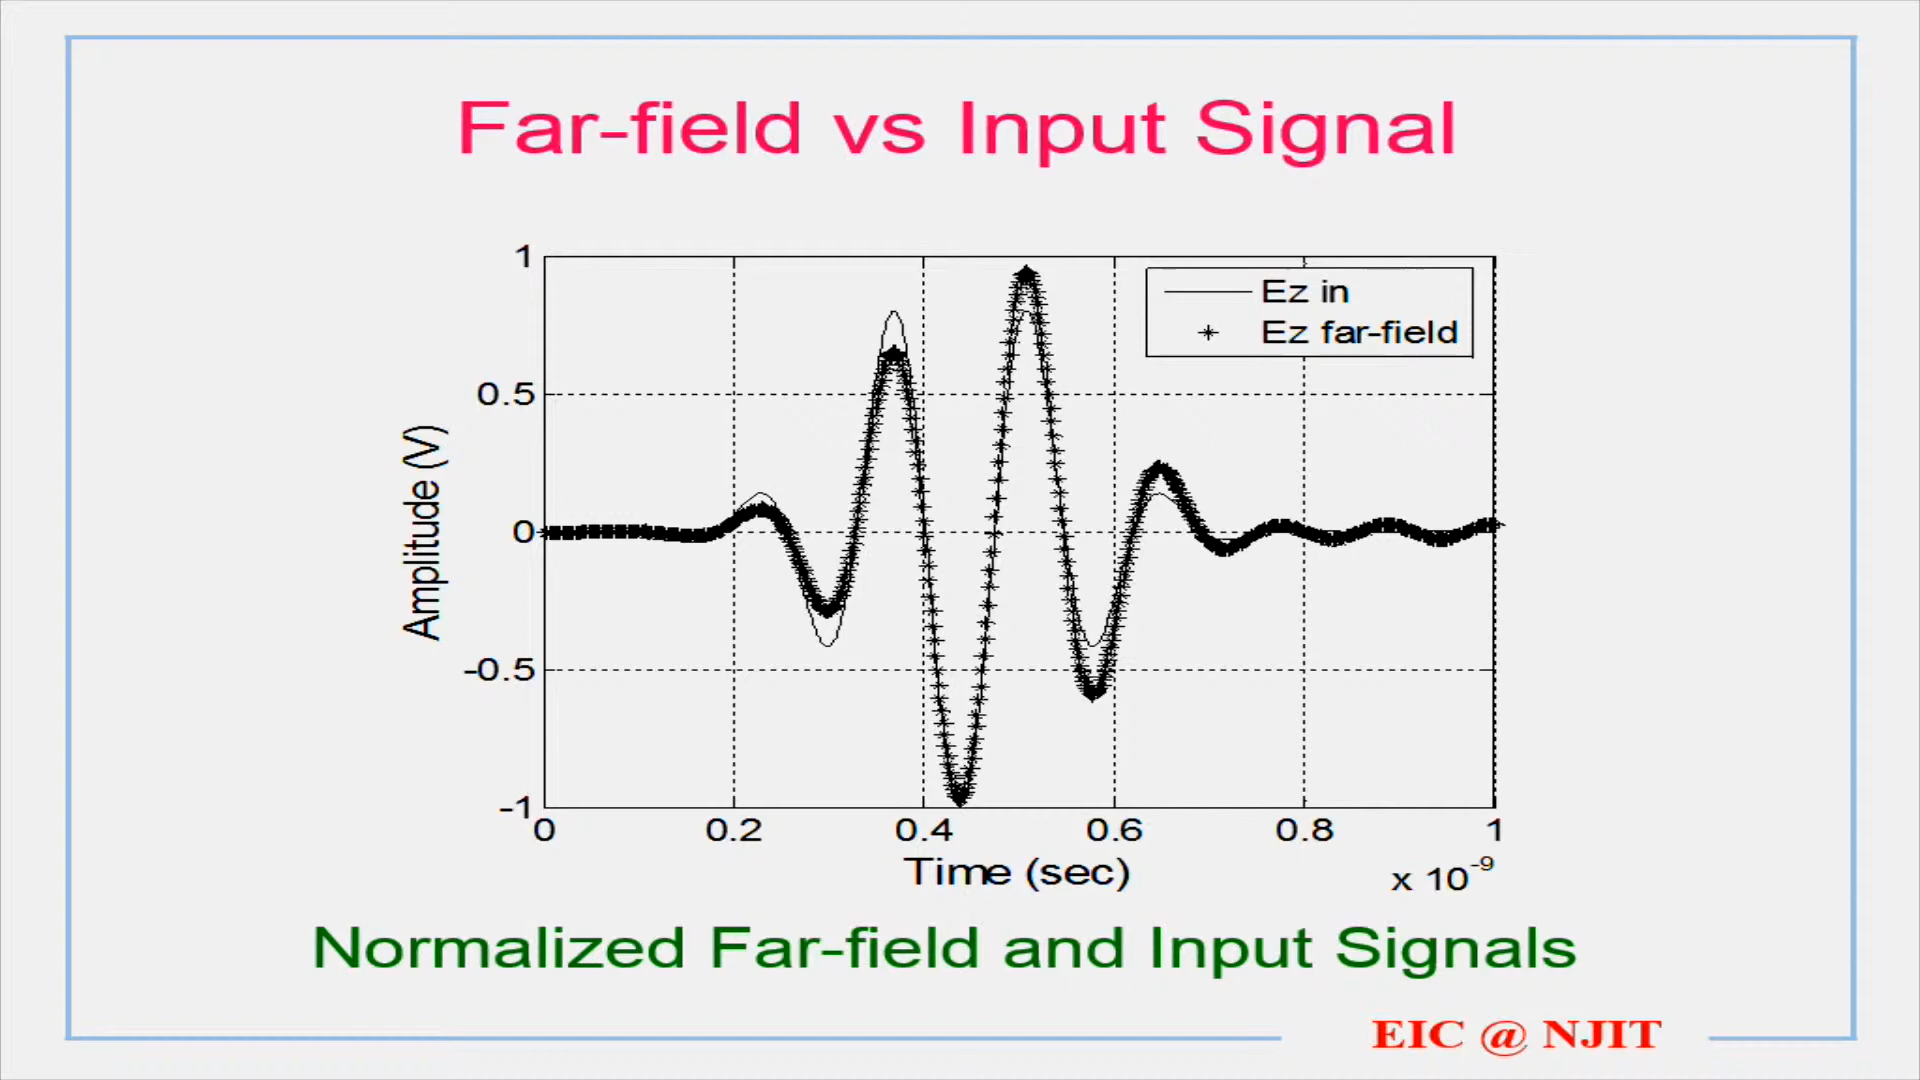 Far-field vs Input Signal
1
Ez in
Ez far-field
0.5
Amplitude (V)
0
-0.5
-1
0 0.2 0.4 0.6 0.8 1
Time (sec)
x 10⁻⁹
Normalized Far-field and Input Signals
EIC @ NJIT